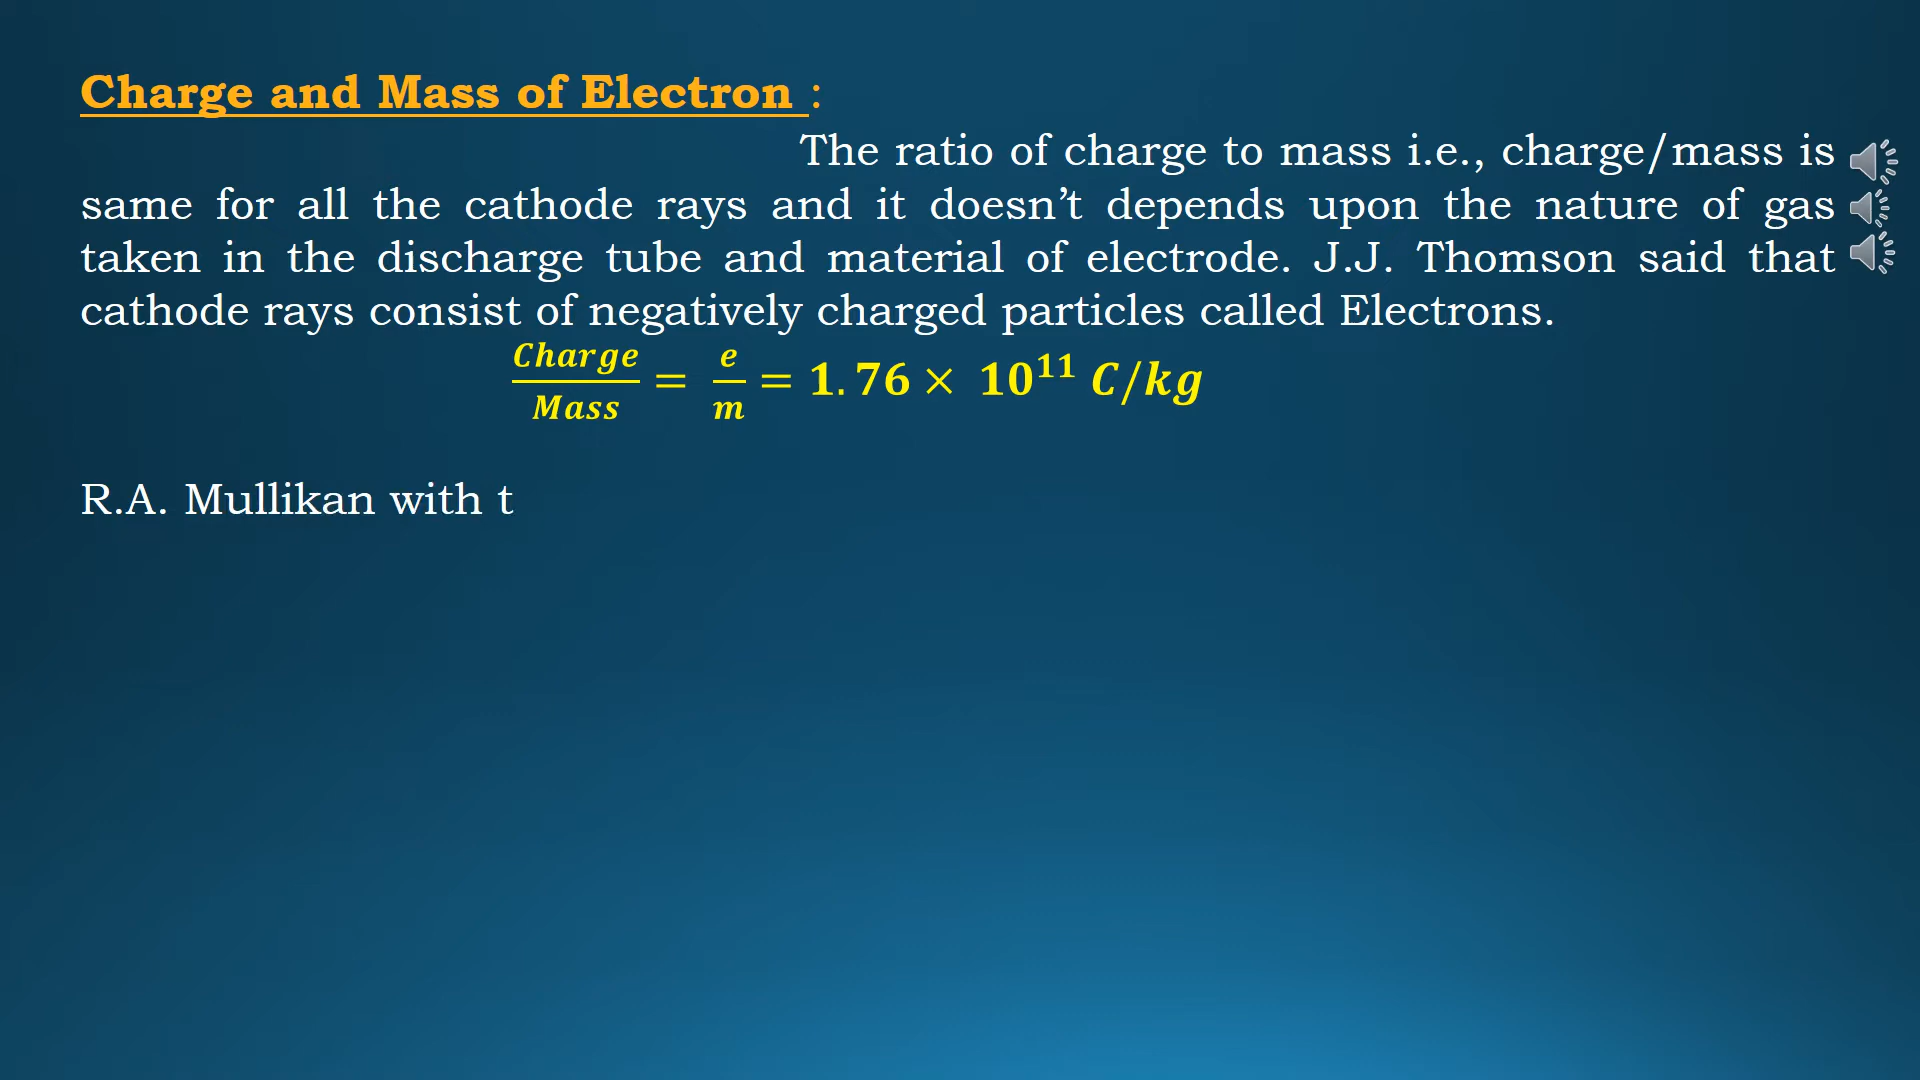 Charge and Mass of Electron :
The ratio of charge to mass i.e., charge/mass is
same for all the cathode rays and it doesn’t depends upon the nature of gas
taken in the discharge tube and material of electrode. J.J. Thomson said that
cathode rays consist of negatively charged particles called Electrons.
Charge/Mass = e/m = 1.76 × 10¹¹ C/kg
R.A. Mullikan with t